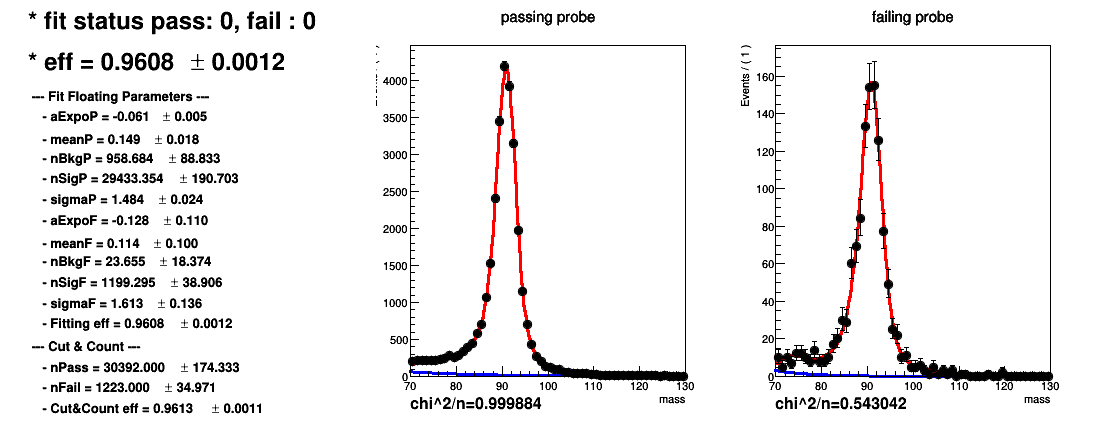 * fit status pass: 0, fail : 0
* eff = 0.9608 ± 0.0012
--- Fit Floating Parameters ---
- aExpoP = -0.061 ± 0.005
- meanP = 0.149 ± 0.018
- nBkgP = 958.684 ± 88.833
- nSigP = 29433.354 ± 190.703
- sigmaP = 1.484 ± 0.024
- aExpoF = -0.128 ± 0.110
- meanF = 0.114 ± 0.100
- nBkgF = 23.655 ± 18.374
- nSigF = 1199.295 ± 38.906
- sigmaF = 1.613 ± 0.136
- Fitting eff = 0.9608 ± 0.0012
--- Cut & Count ---
- nPass = 30392.000 ± 174.333
- nFail = 1223.000 ± 34.971
- Cut&Count eff = 0.9613 ± 0.0011
passing probe
4000
3500
3000
2500
2000
1500
1000
500
0
70 80 90 100 110 120 130
mass
chi^2/n=0.999884
failing probe
Events / ( 1 )
160
140
120
100
80
60
40
20
0
70 80 90 100 110 120 130
mass
chi^2/n=0.543042